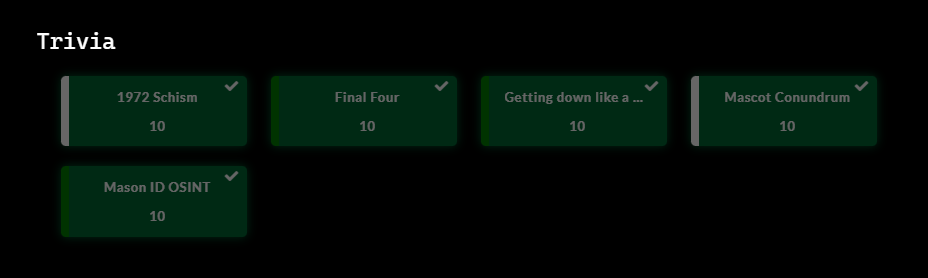 Trivia
1972 Schism
10
Final Four
10
Getting down like a ...
10
Mascot Conundrum
10
Mason ID OSINT
10